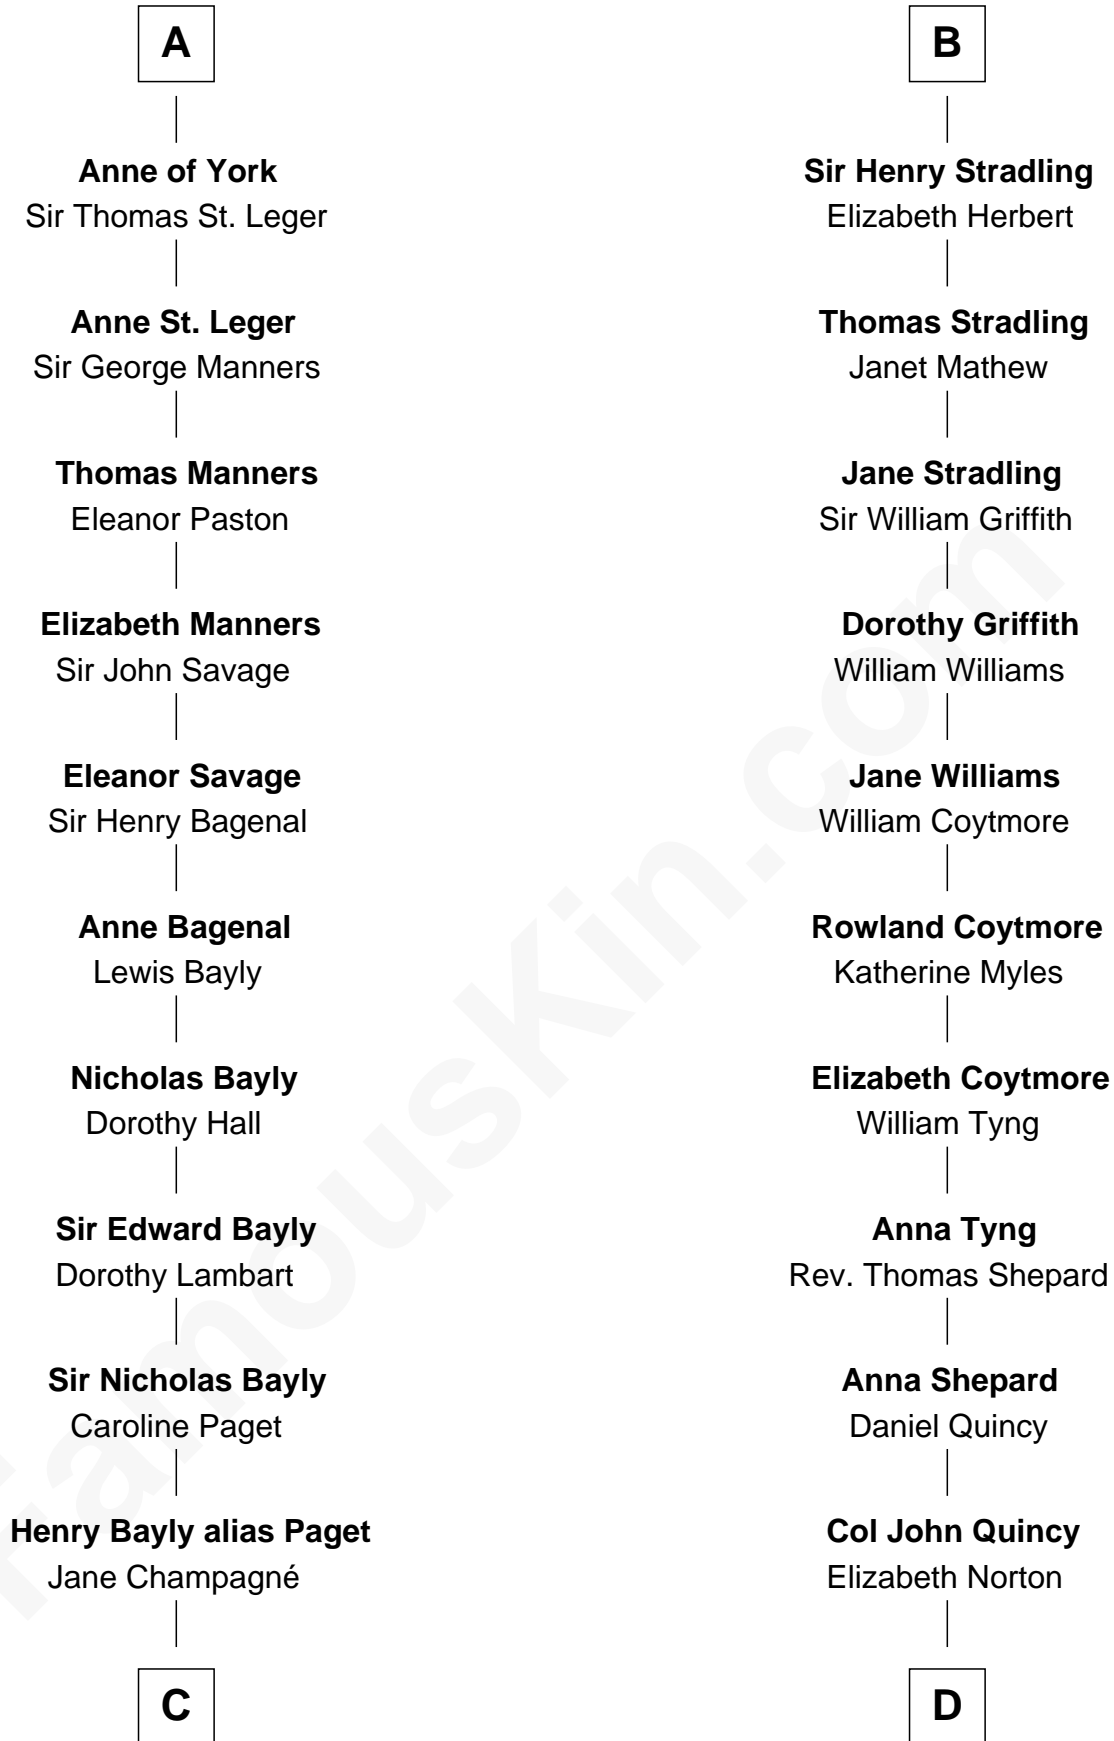 A
Anne of York
Sir Thomas St. Leger
Anne St. Leger
Sir George Manners
Thomas Manners
Eleanor Paston
Elizabeth Manners
Sir John Savage
Eleanor Savage
Sir Henry Bagenal
Anne Bagenal
Lewis Bayly
Nicholas Bayly
Dorothy Hall
Sir Edward Bayly
Dorothy Lambart
Sir Nicholas Bayly
Caroline Paget
Henry Bayly alias Paget
Jane Champagné
C
B
Sir Henry Stradling
Elizabeth Herbert
Thomas Stradling
Janet Mathew
Jane Stradling
Sir William Griffith
Dorothy Griffith
William Williams
Jane Williams
William Coytmore
Rowland Coytmore
Katherine Myles
Elizabeth Coytmore
William Tyng
Anna Tyng
Rev. Thomas Shepard
Anna Shepard
Daniel Quincy
Col John Quincy
Elizabeth Norton
D
FamousKin.com